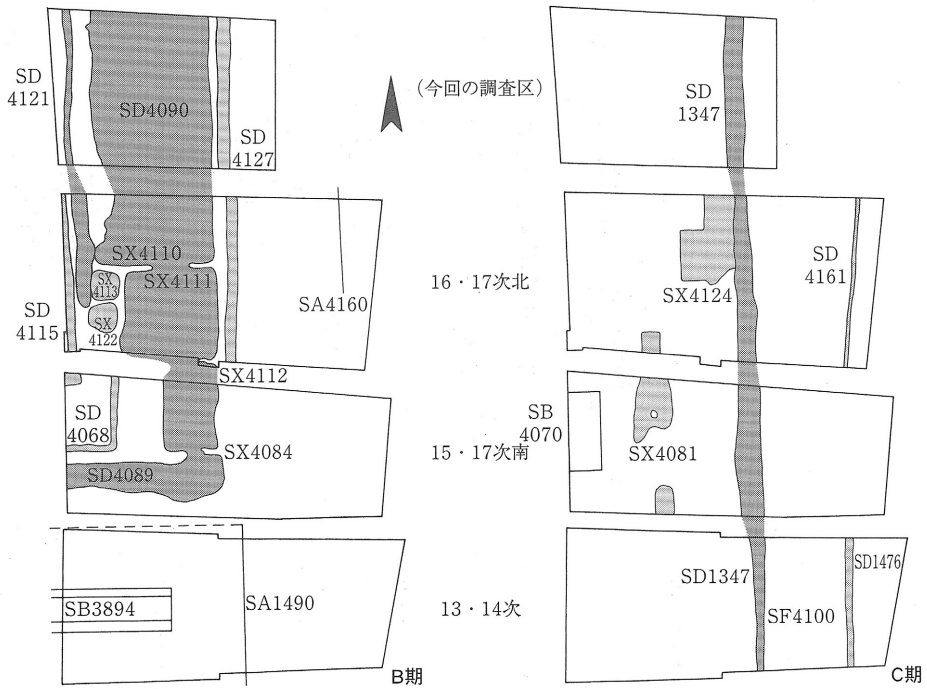 SD
4121
SD4090
SD
4127
(今回の調査区)
SD
1347
SX4110
SX
4113
SX4111
SD
4115
SX
4122
SA4160
SX4112
16・17次北
SX4124
SD
4161
SD
4068
SX4084
SD4089
15・17次南
SB
4070
SX4081
SB3894
SA1490
B期
13・14次
SD1347
SF4100
SD1476
C期